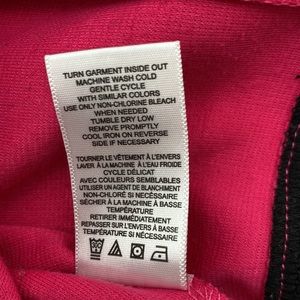 TURN GARMENT INSIDE OUT
MACHINE WASH COLD
GENTLE CYCLE
WITH SIMILAR COLORS
USE ONLY NON-CHLORINE BLEACH
WHEN NEEDED
TUMBLE DRY LOW
REMOVE PROMPTLY
COOL IRON ON REVERSE
SIDE IF NECESSARY
TOURNER LE VÊTEMENT À L'ENVERS
LAVER À LA MACHINE À L'EAU FROIDE
CYCLE DÉLICAT
AVEC COULEURS SEMBLABLES
UTILISER UN AGENT DE BLANCHIMENT
NON-CHLORÉ SI NÉCESSAIRE
SÉCHER À LA MACHINE À BASSE
TEMPÉRATURE
RETIRER IMMÉDIATEMENT
REPASSER SUR L'ENVERS À BASSE
TEMPÉRATURE SI NÉCESSAIRE